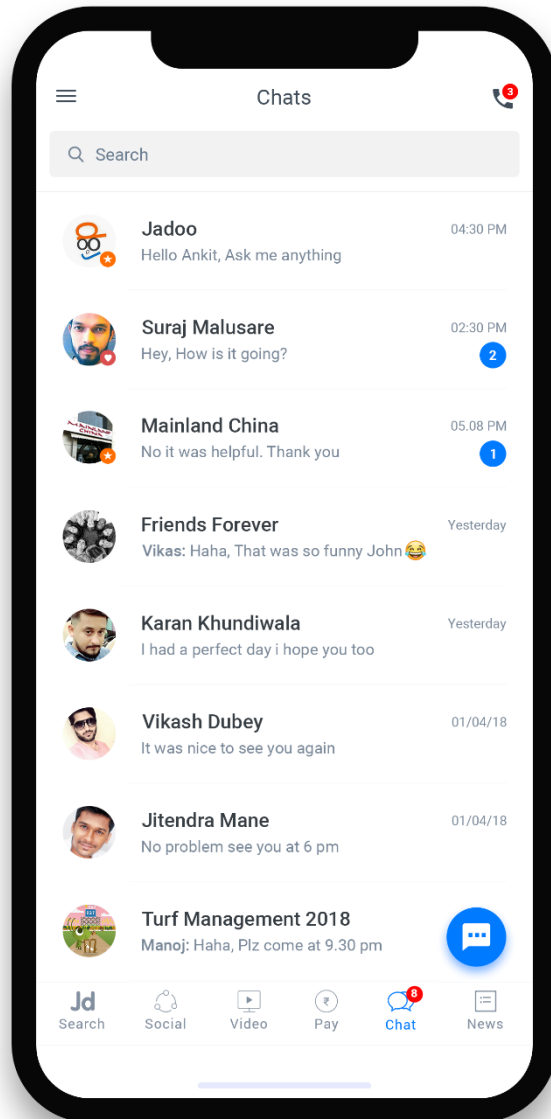 Chats
3
Search
Jadoo
04:30 PM
Hello Ankit, Ask me anything
Suraj Malusare
02:30 PM
Hey, How is it going?
2
MAINLAND
CHINA
Mainland China
05.08 PM
No it was helpful. Thank you
1
Friends Forever
Yesterday
Vikas: Haha, That was so funny John😂
Karan Khundiwala
Yesterday
I had a perfect day i hope you too
Vikash Dubey
01/04/18
It was nice to see you again
Jitendra Mane
01/04/18
No problem see you at 6 pm
Turf Management 2018
Manoj: Haha, Plz come at 9.30 pm
Jd
₹
8
Search
Social
Video
Pay
Chat
News